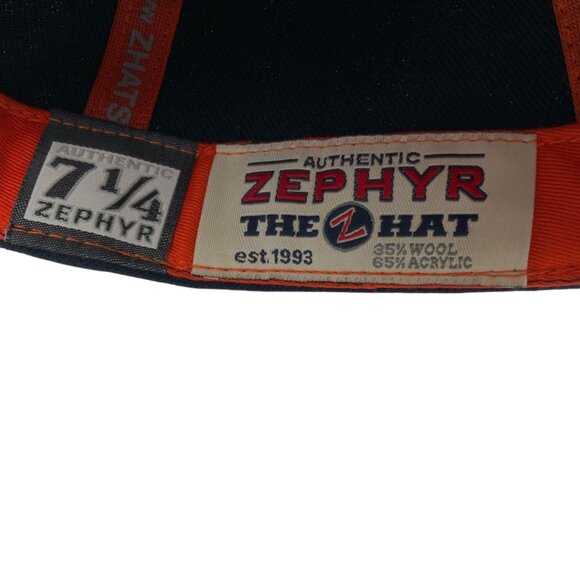 W ZHATS
AUTHENTIC
7 1/4
ZEPHYR
AUTHENTIC
ZEPHYR
THE Z HAT
est.1993
35% WOOL
65% ACRYLIC